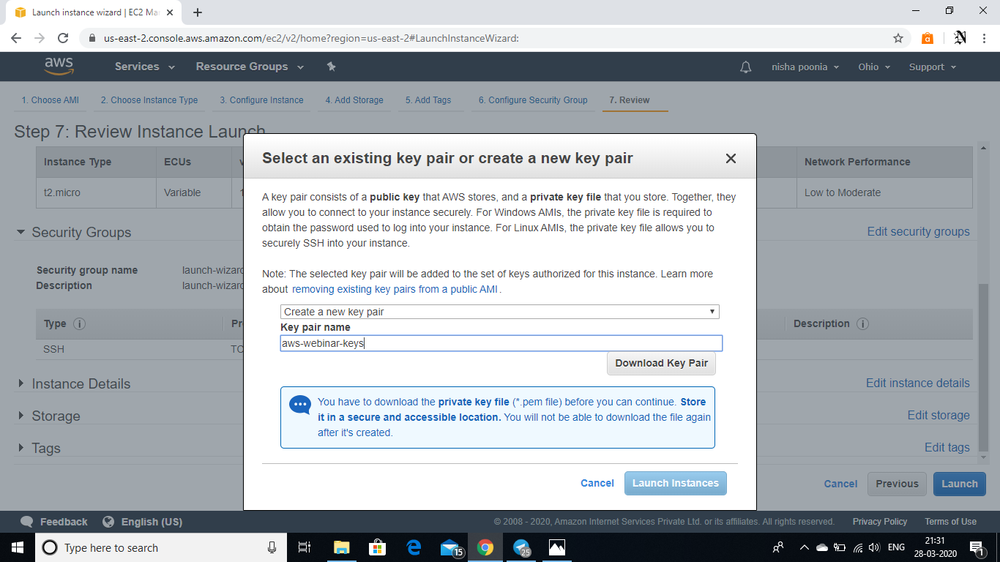 Launch instance wizard | EC2 Ma
us-east-2.console.aws.amazon.com/ec2/v2/home?region=us-east-2#LaunchInstanceWizard:
aws Services Resource Groups nisha poonia Ohio Support
1. Choose AMI 2. Choose Instance Type 3. Configure Instance 4. Add Storage 5. Add Tags 6. Configure Security Group 7. Review
Step 7: Review Instance Launch
Instance Type ECUs Network Performance
t2.micro Variable Low to Moderate
Security Groups Edit security groups
Security group name launch-wizard
Description launch-wizard
Type Description
SSH
Instance Details Edit instance details
Storage Edit storage
Tags Edit tags
Cancel Previous Launch
Select an existing key pair or create a new key pair
A key pair consists of a public key that AWS stores, and a private key file that you store. Together, they
allow you to connect to your instance securely. For Windows AMIs, the private key file is required to
obtain the password used to log into your instance. For Linux AMIs, the private key file allows you to
securely SSH into your instance.
Note: The selected key pair will be added to the set of keys authorized for this instance. Learn more
about removing existing key pairs from a public AMI .
Create a new key pair
Key pair name
aws-webinar-keys
Download Key Pair
You have to download the private key file (*.pem file) before you can continue. Store
it in a secure and accessible location. You will not be able to download the file again
after it's created.
Cancel Launch Instances
Feedback English (US) © 2008 - 2020, Amazon Internet Services Private Ltd. or its affiliates. All rights reserved. Privacy Policy Terms of Use
Type here to search 15 25 ENG 21:31
28-03-2020 1